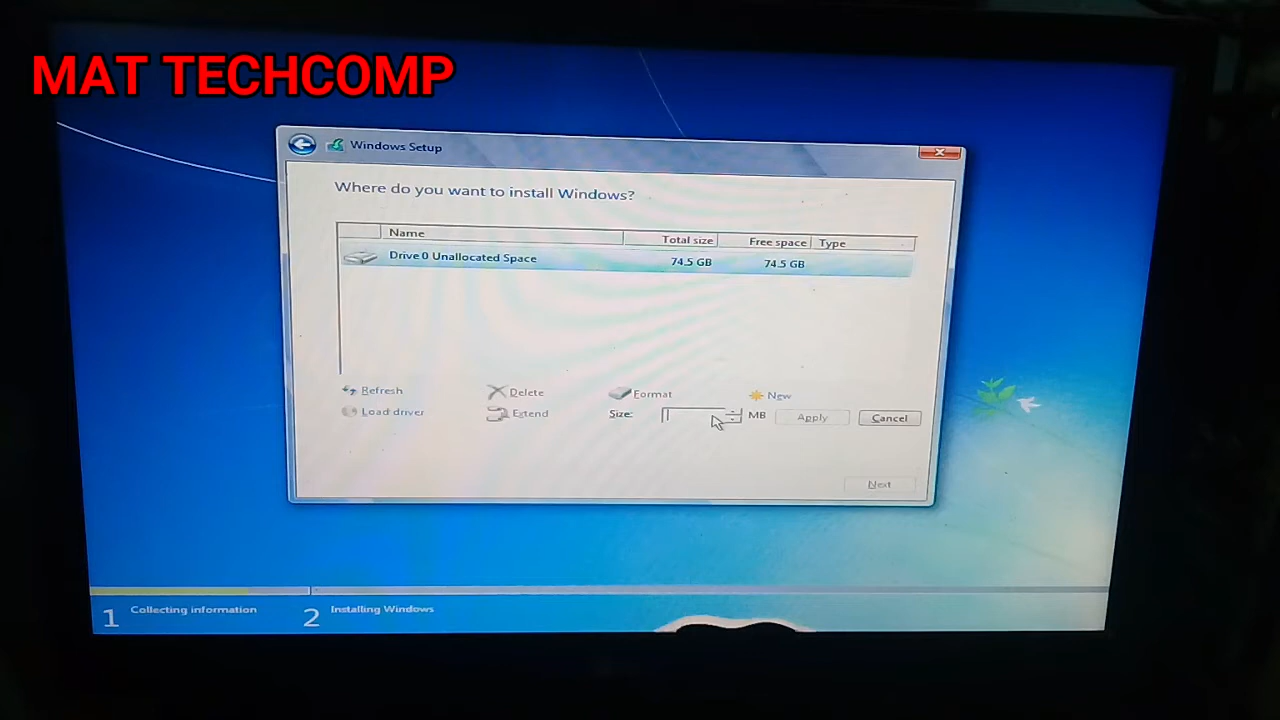 MAT TECHCOMP
Windows Setup
Where do you want to install Windows?
Name Total size Free space Type
Drive 0 Unallocated Space 74.5 GB 74.5 GB
Refresh Delete Format New
Load driver Extend Size: MB Apply Cancel
Next
1 Collecting information 2 Installing Windows